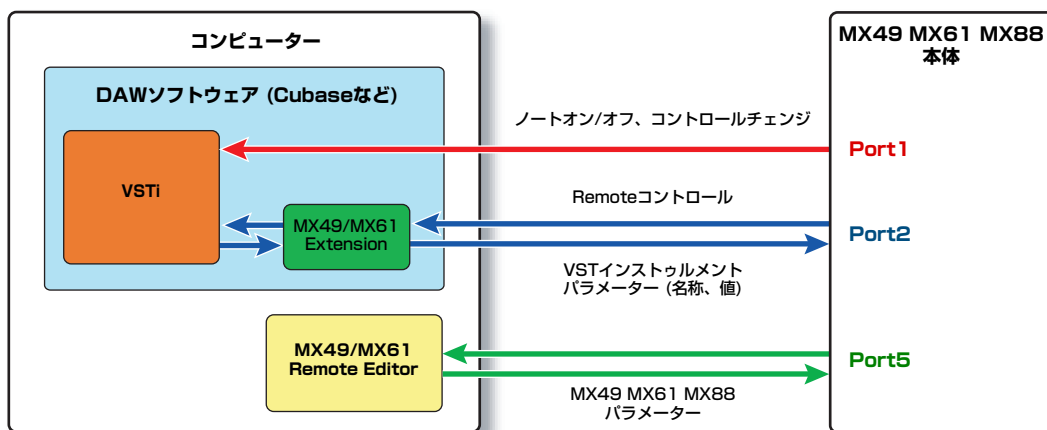 コンピューター
MX49 MX61 MX88
本体
DAWソフトウェア (Cubaseなど)
ノートオン/オフ、コントロールチェンジ
Port1
VSTi
Remoteコントロール
MX49/MX61
Extension
Port2
VSTインストゥルメント
パラメーター (名称、値)
MX49/MX61
Remote Editor
Port5
MX49 MX61 MX88
パラメーター